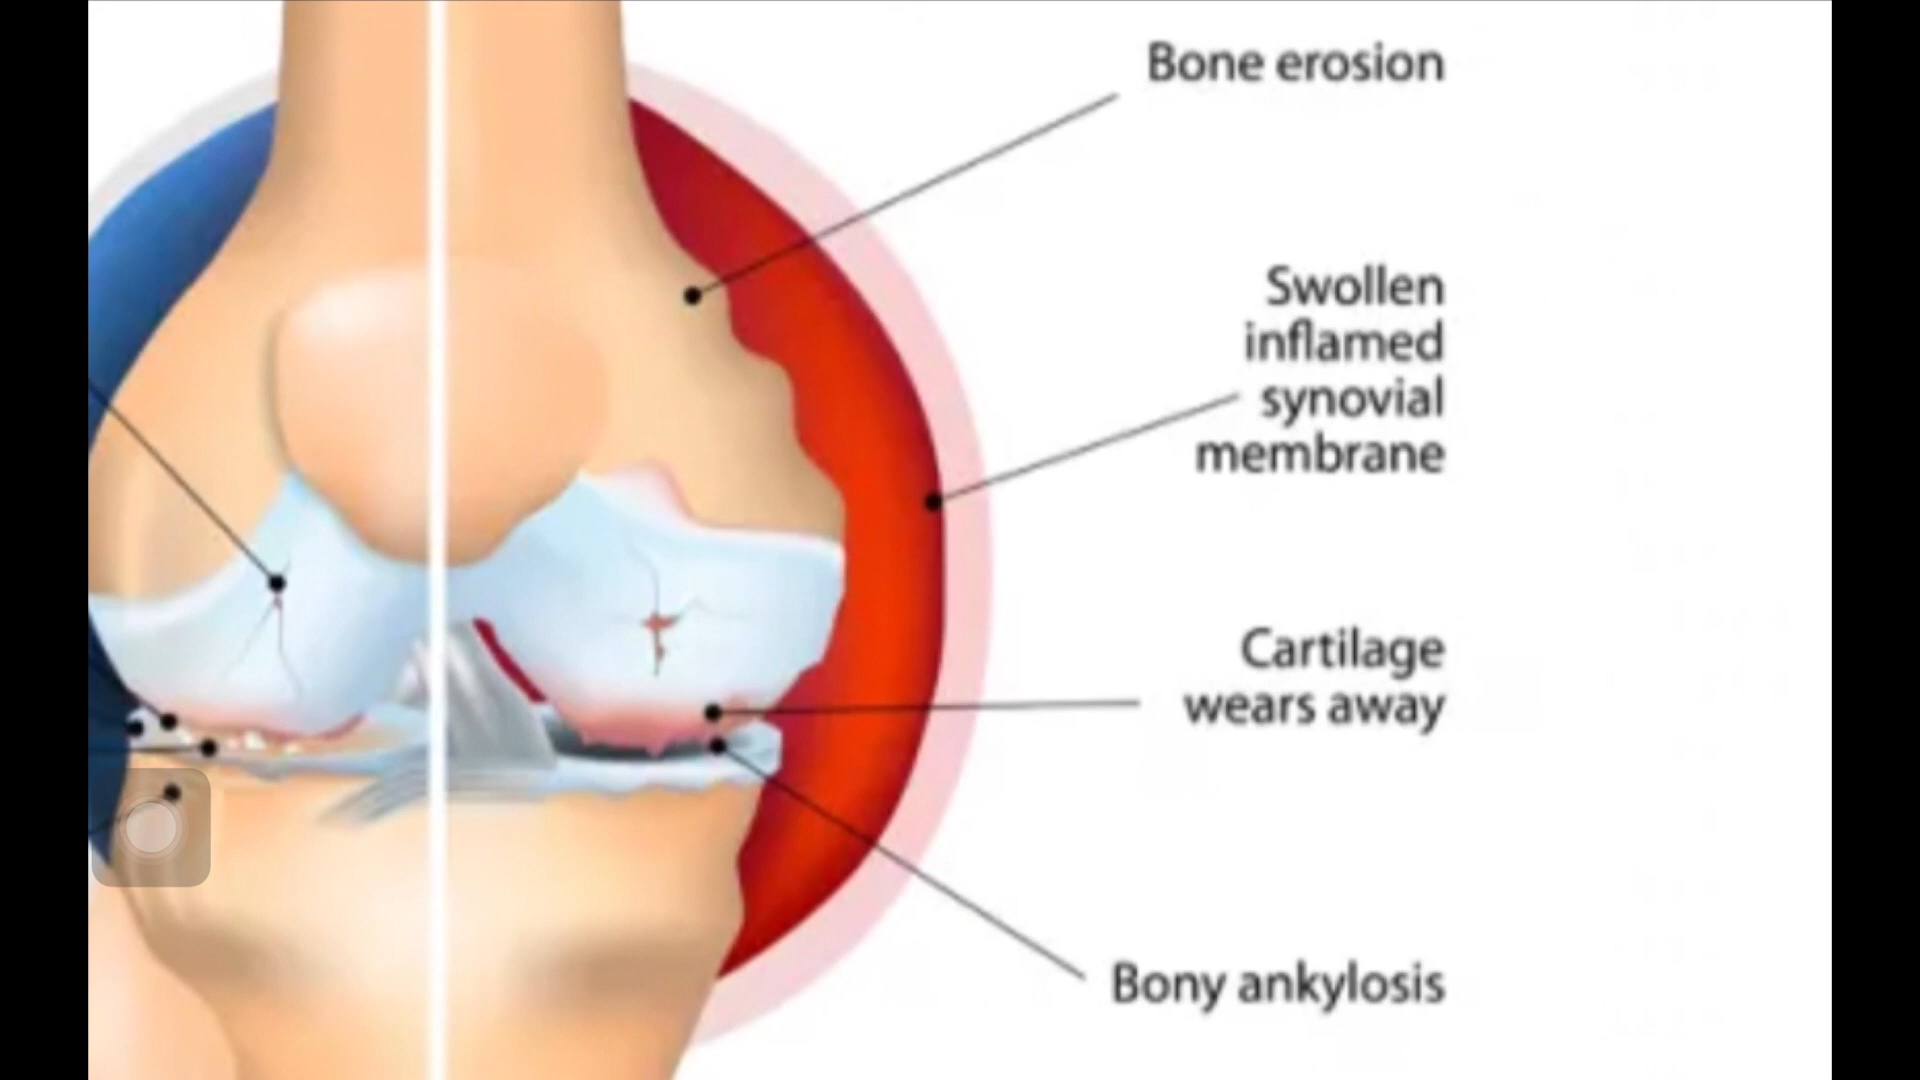 Bone erosion
Swollen
inflamed
synovial
membrane
Cartilage
wears away
Bony ankylosis